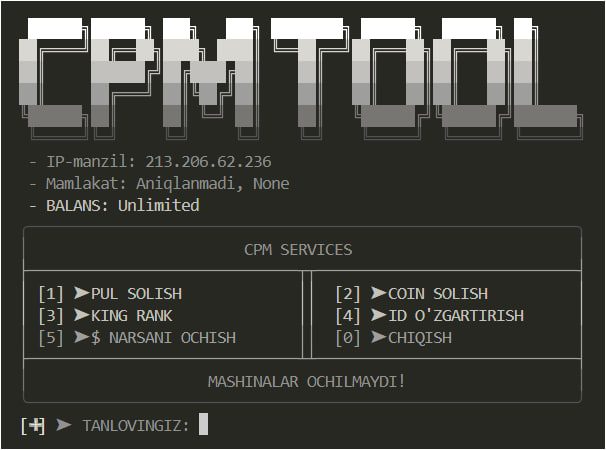 CPMTOOL
- IP-manzil: 213.206.62.236
- Mamlakat: Aniqlanmadi, None
- BALANS: Unlimited
CPM SERVICES
[1] ➤PUL SOLISH [2] ➤COIN SOLISH
[3] ➤KING RANK [4] ➤ID O'ZGARTIRISH
[5] ➤$ NARSANI OCHISH [0] ➤CHIQISH
MASHINALAR OCHILMAYDI!
[+] ➤ TANLOVINGIZ: